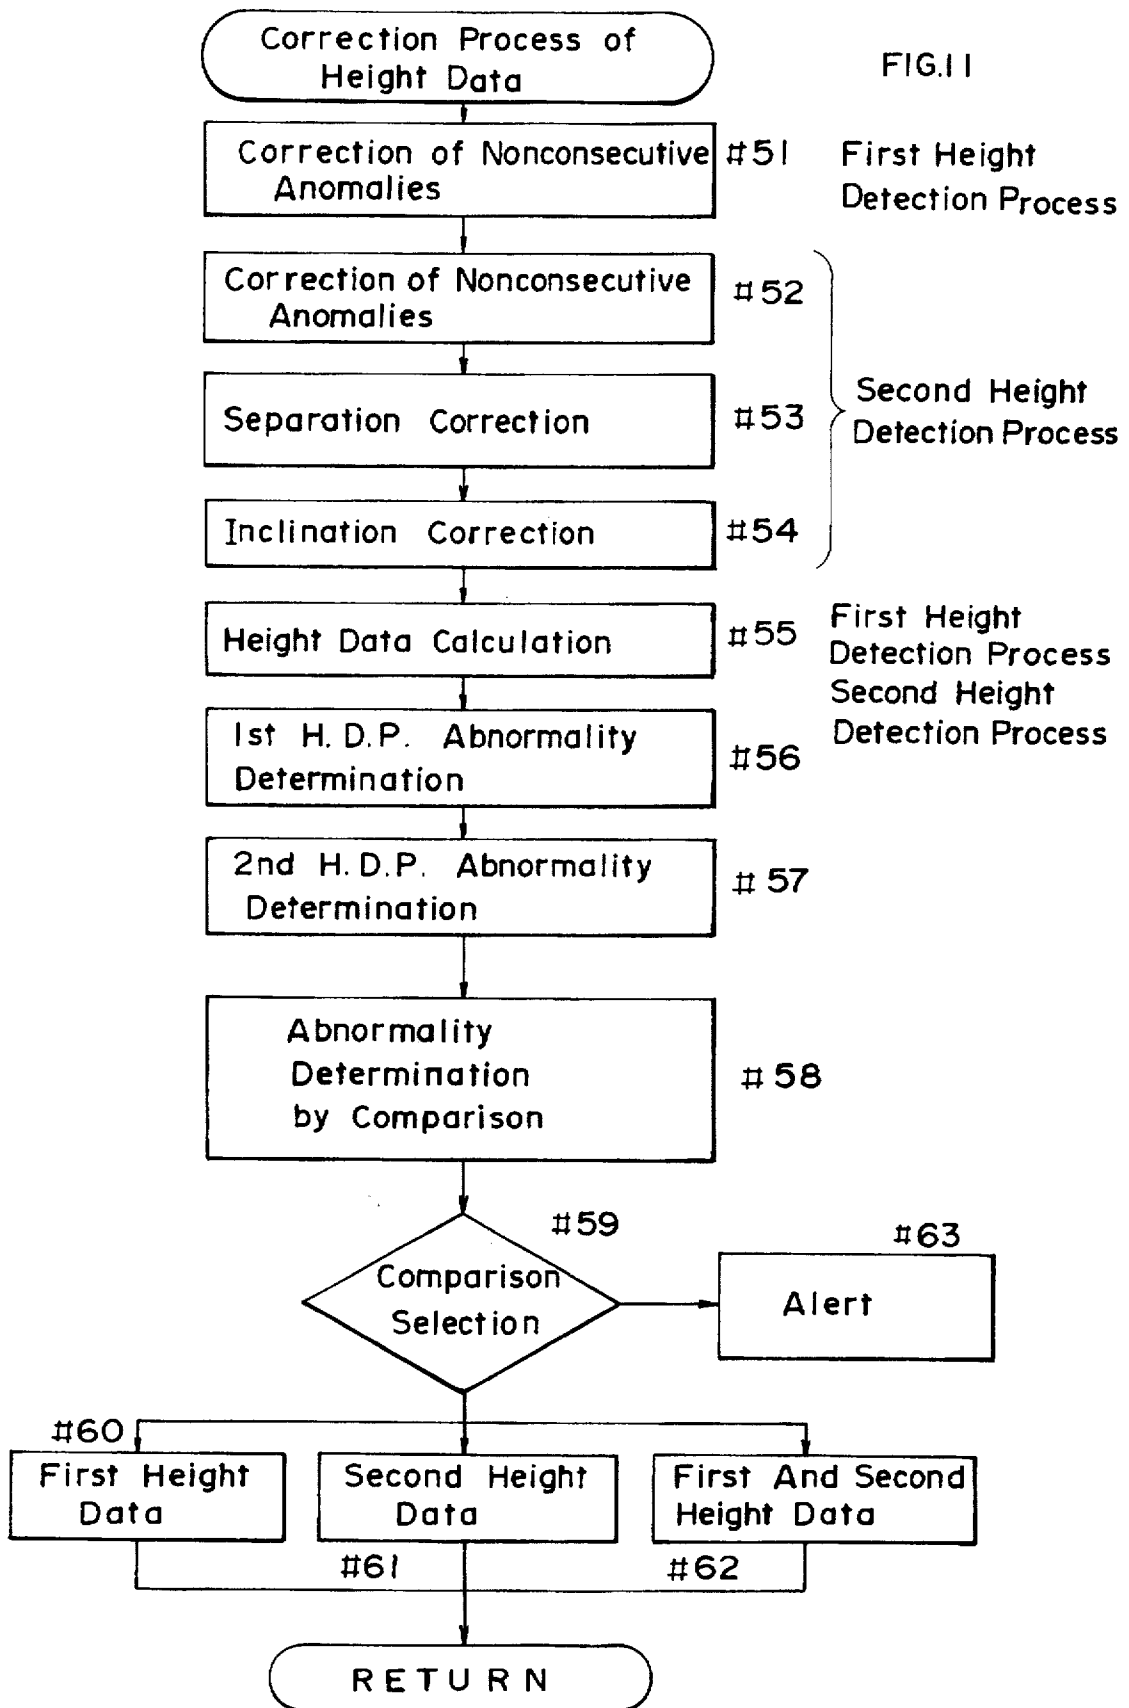 Correction Process of
Height Data
FIG.11
Correction of Nonconsecutive
Anomalies
#51
First Height
Detection Process
Correction of Nonconsecutive
Anomalies
#52
Separation Correction
#53
Second Height
Detection Process
Inclination Correction
#54
Height Data Calculation
#55
First Height
Detection Process
Second Height
Detection Process
1st H.D.P. Abnormality
Determination
#56
2nd H.D.P. Abnormality
Determination
#57
Abnormality
Determination
by Comparison
#58
#59
Comparison
Selection
#63
Alert
#60
First Height
Data
Second Height
Data
#61
First And Second
Height Data
#62
RETURN